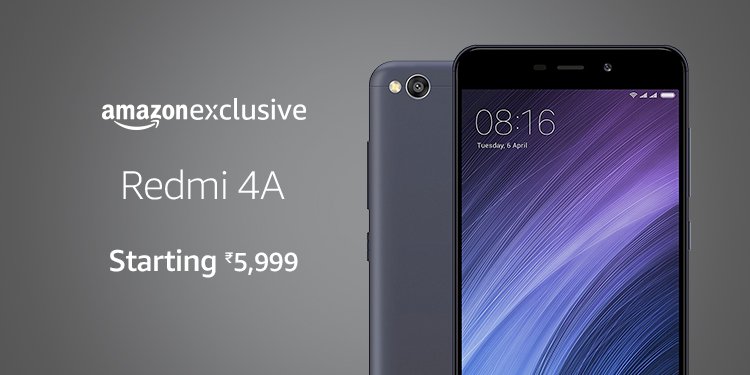 amazonexclusive
Redmi 4A
Starting ₹5,999
08:16
Tuesday, 6 April